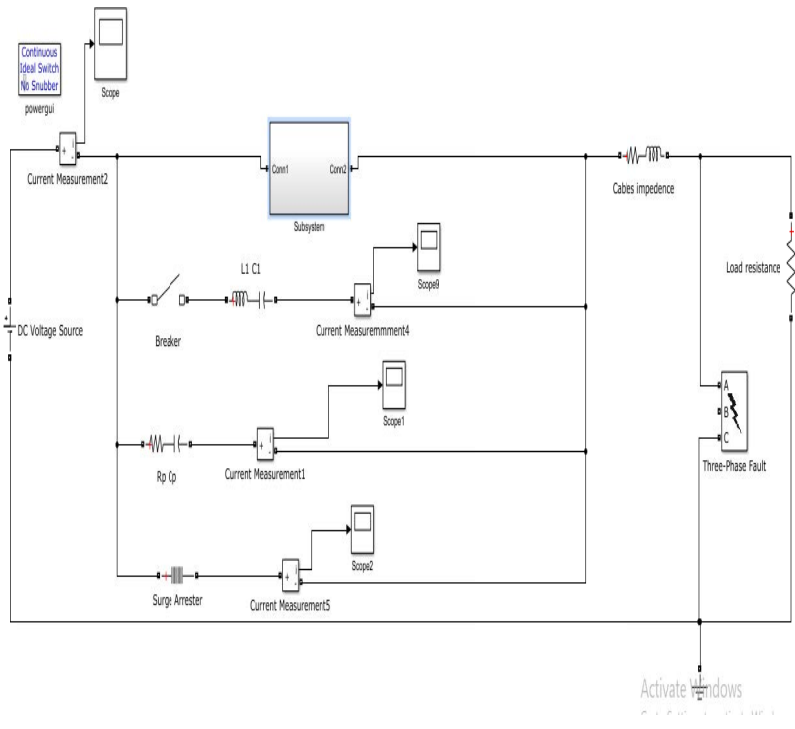 Continuous
Ideal Switch
No Snubber
powergui
Scope
Current Measurement2
Conn1
Conn2
Subsystem
Cabes impedence
L1 C1
Scope9
Load resistance
DC Voltage Source
Breaker
Current Measuremmment4
Scope1
A
B
C
Rp Cp
Current Measurement1
Three-Phase Fault
Scope2
Surge Arrester
Current Measurement5
Activate Windows